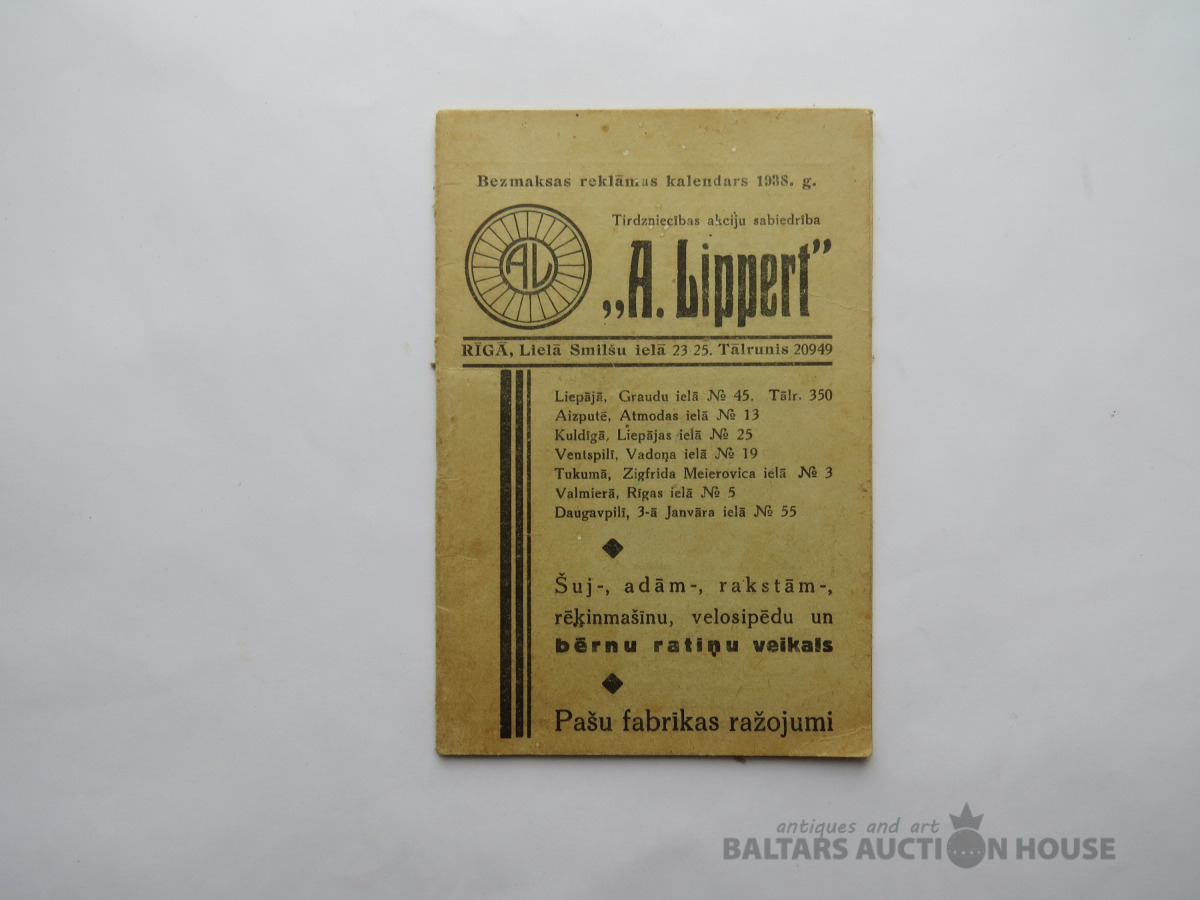 Bezmaksas reklāmas kalendars 1938. g.
AL
Tirdzniecības akciju sabiedrība
„A. Lippert”
RĪGĀ, Lielā Smilšu ielā 23 25. Tālrunis 20949
Liepājā, Graudu ielā № 45. Tālr. 350
Aizputē, Atmodas ielā № 13
Kuldīgā, Liepājas ielā № 25
Ventspilī, Vadoņa ielā № 19
Tukumā, Zigfrida Meierovica ielā № 3
Valmierā, Rīgas ielā № 5
Daugavpilī, 3-ā Janvāra ielā № 55
Šuj-, adām-, rakstām-,
rēķinmašīnu, velosipēdu un
bērnu ratiņu veikals
Pašu fabrīkas ražojumi
antiques and art
BALTARS AUCTION HOUSE